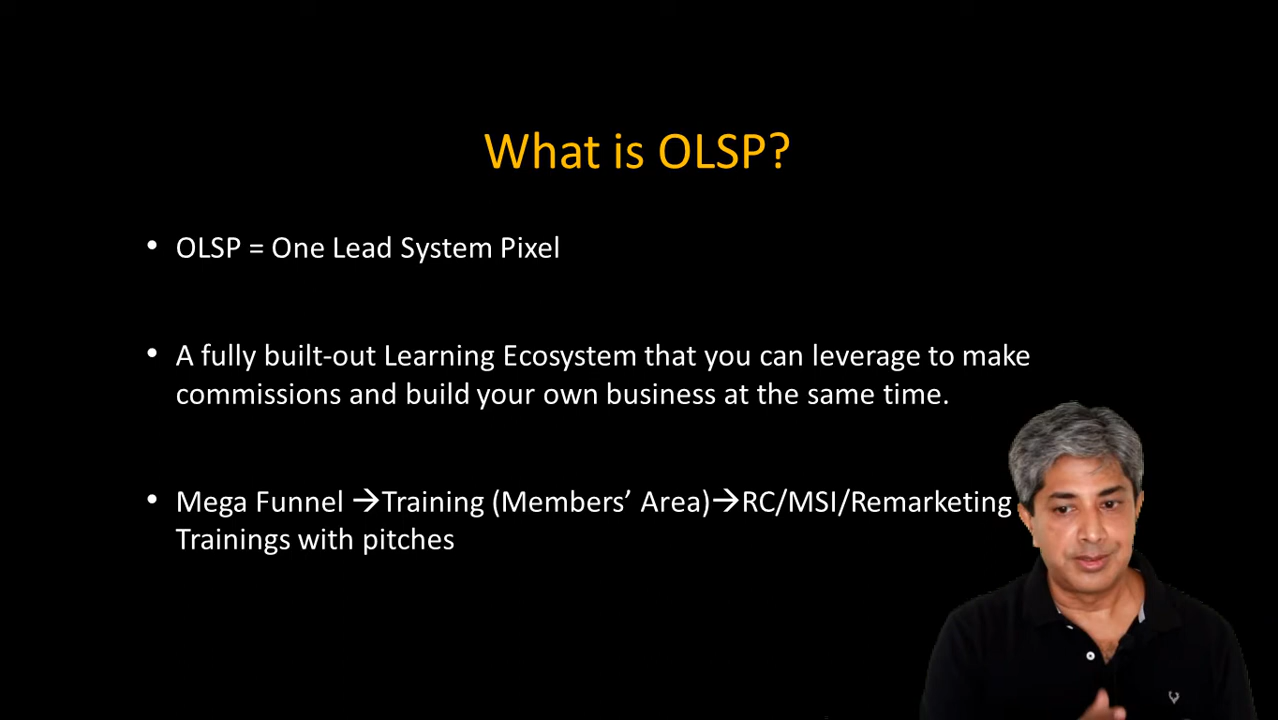 What is OLSP?
• OLSP = One Lead System Pixel
• A fully built-out Learning Ecosystem that you can leverage to make
commissions and build your own business at the same time.
• Mega Funnel →Training (Members’ Area)→RC/MSI/Remarketing
Trainings with pitches